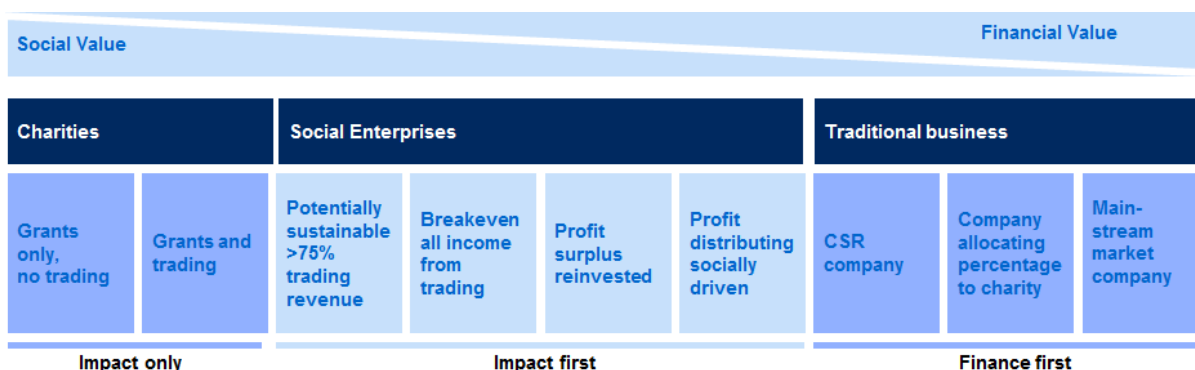 Social Value
Financial Value
Charities
Social Enterprises
Traditional business
Grants
only,
no trading
Grants and
trading
Potentially
sustainable
>75%
trading
revenue
Breakeven
all income
from
trading
Profit
surplus
reinvested
Profit
distributing
socially
driven
CSR
company
Company
allocating
percentage
to charity
Main-
stream
market
company
Impact only
Impact first
Finance first